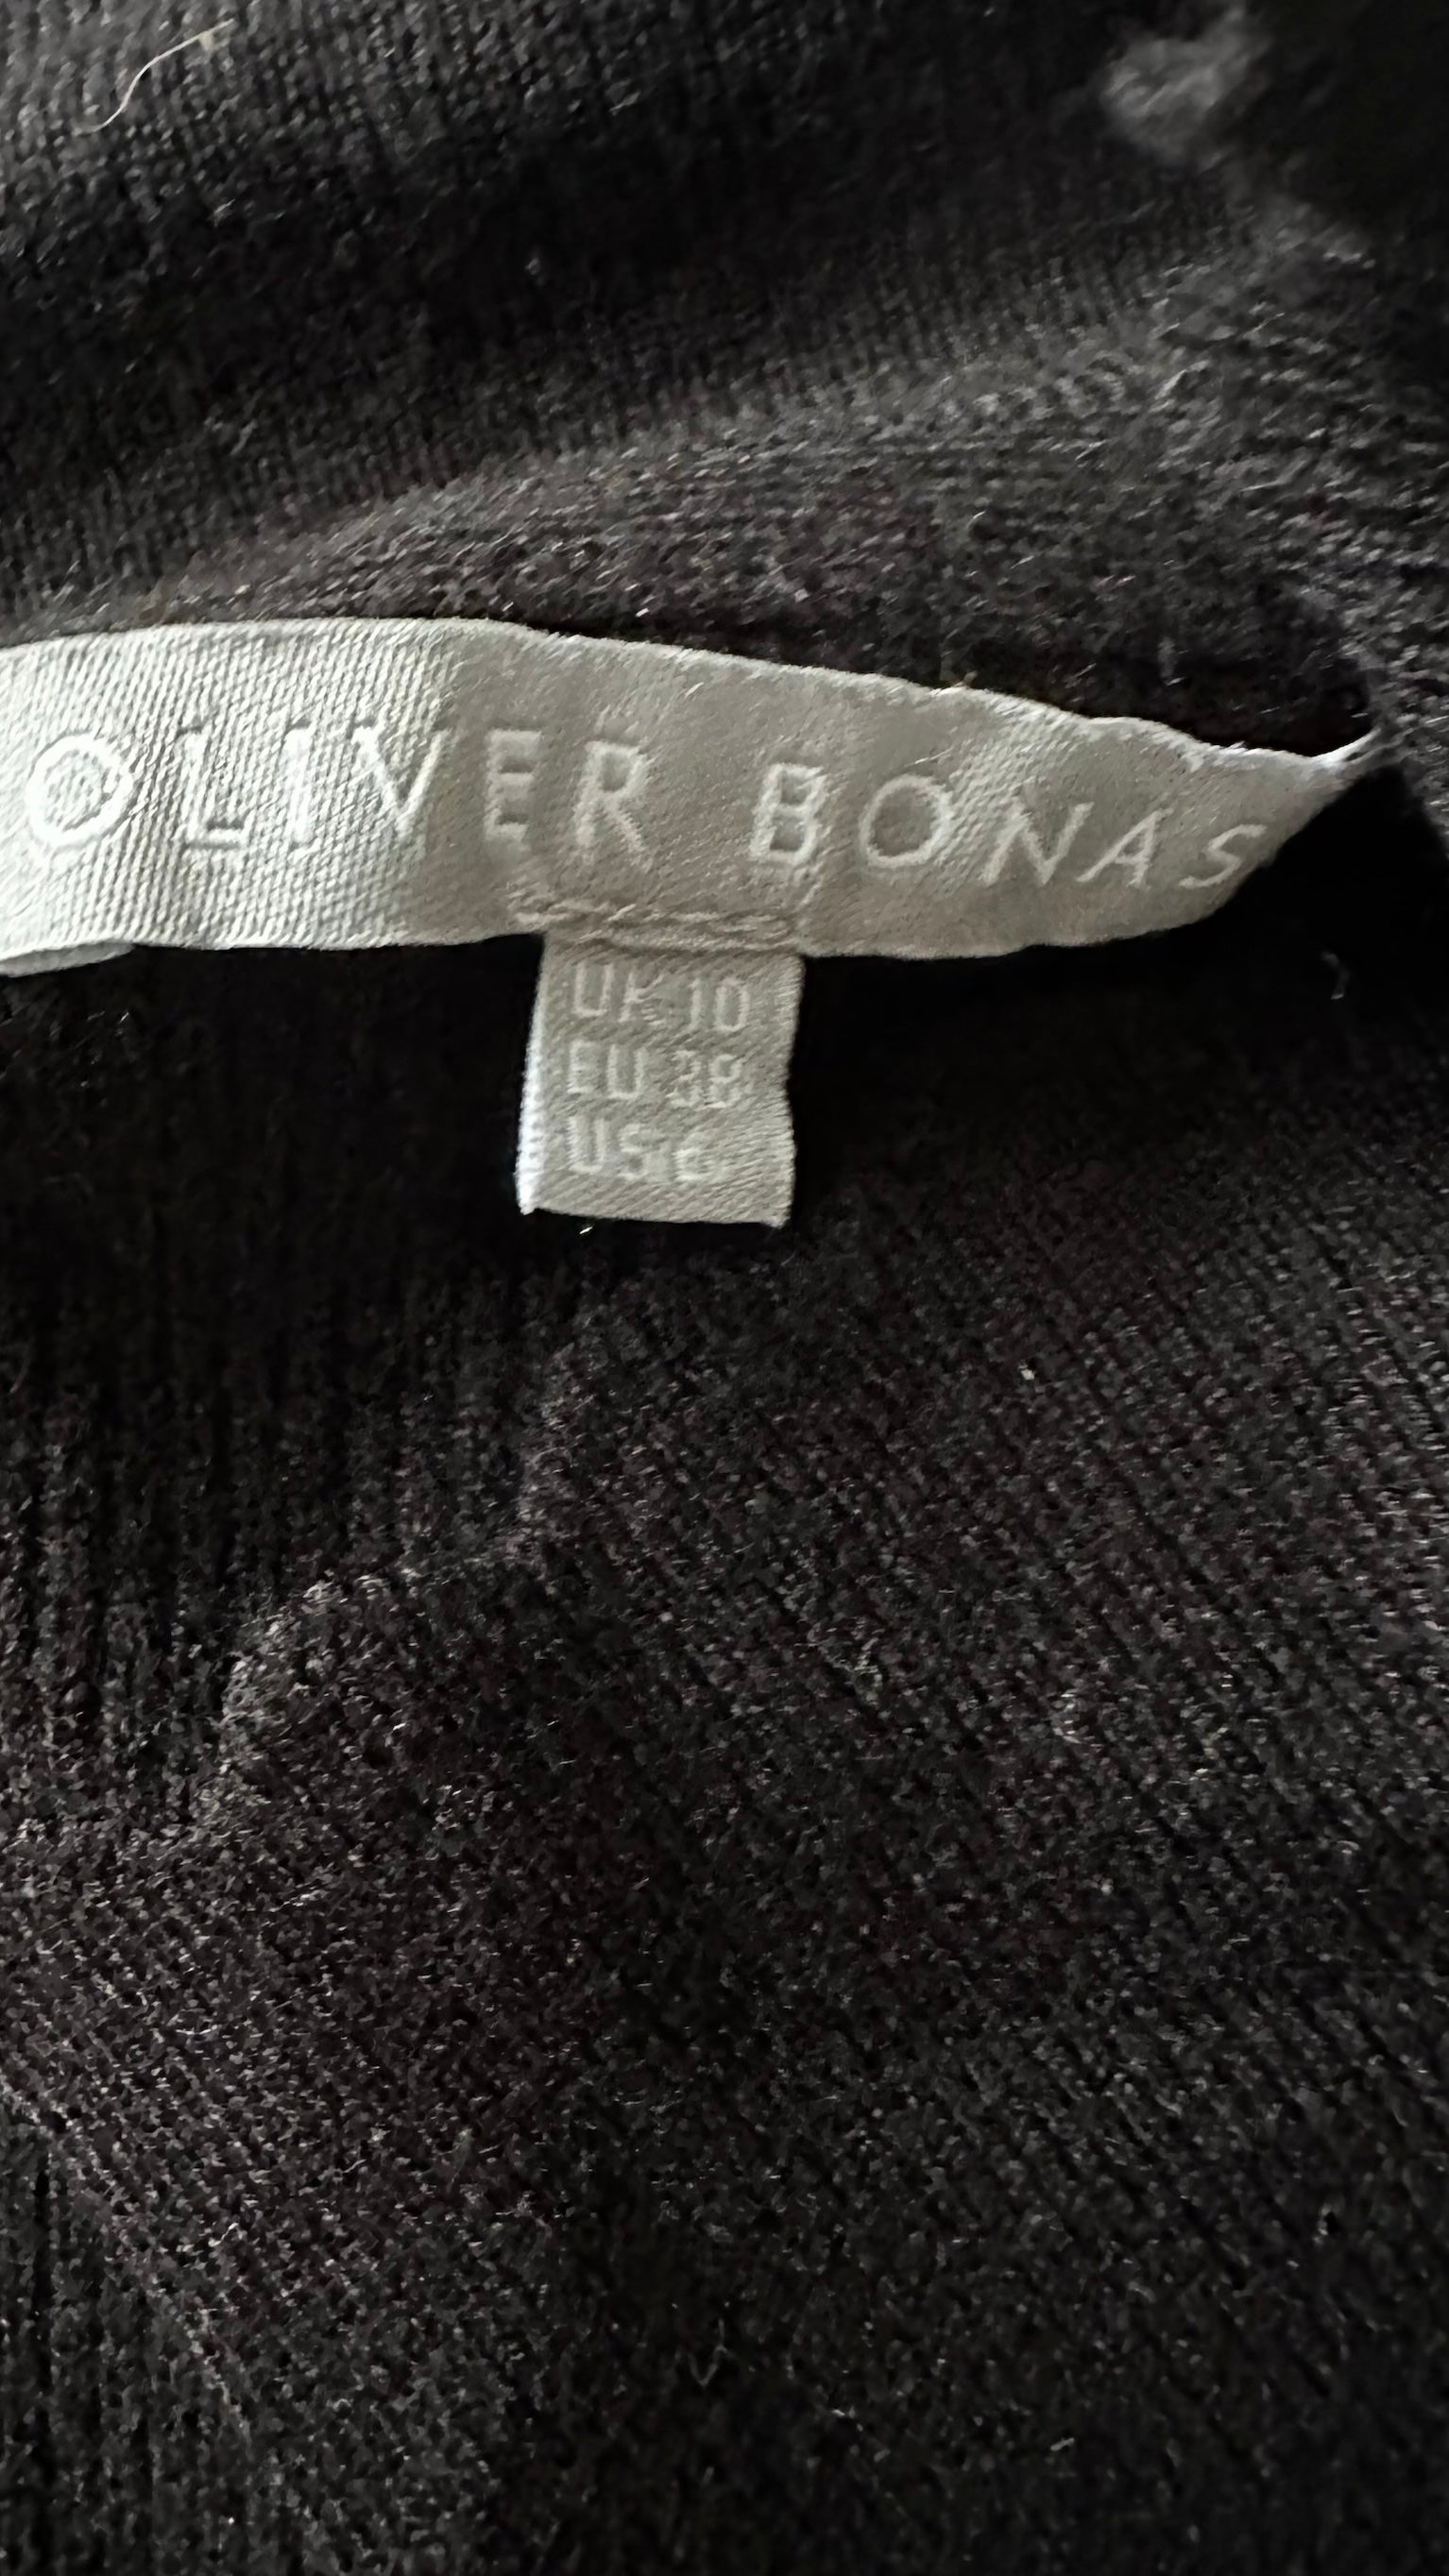 OLIVER BONAS
UK 10
EU 38
US 6